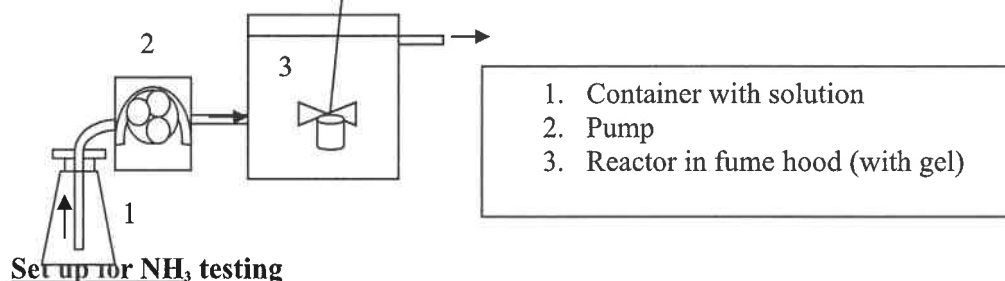 2
3
1. Container with solution
2. Pump
3. Reactor in fume hood (with gel)
1
Set up for NH₃ testing